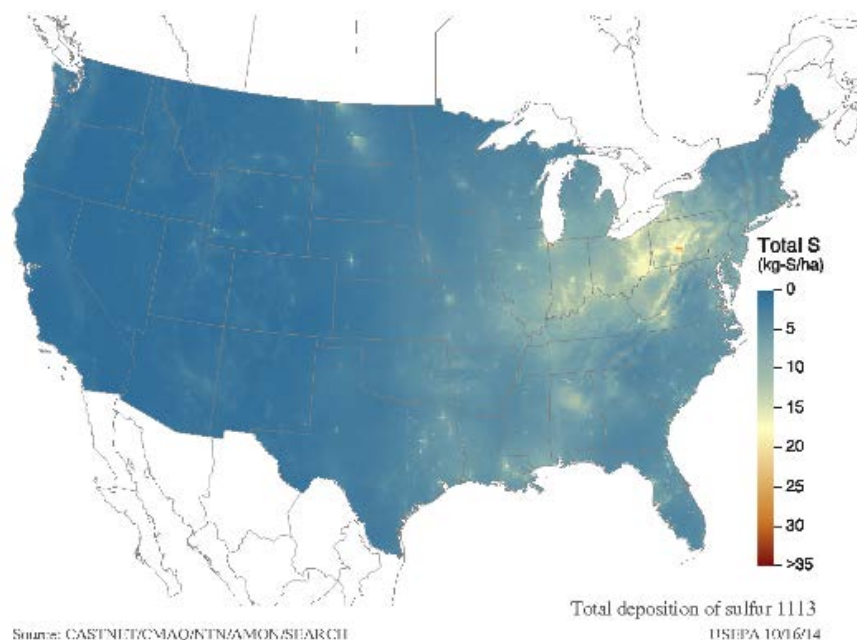 Total S
(kg-S/ha)
0
5
10
15
20
25
30
>35
Total deposition of sulfur 1113
Source: CASTNET/CMAQ/NTN/AMON/SEARCH
USEPA 10/16/14